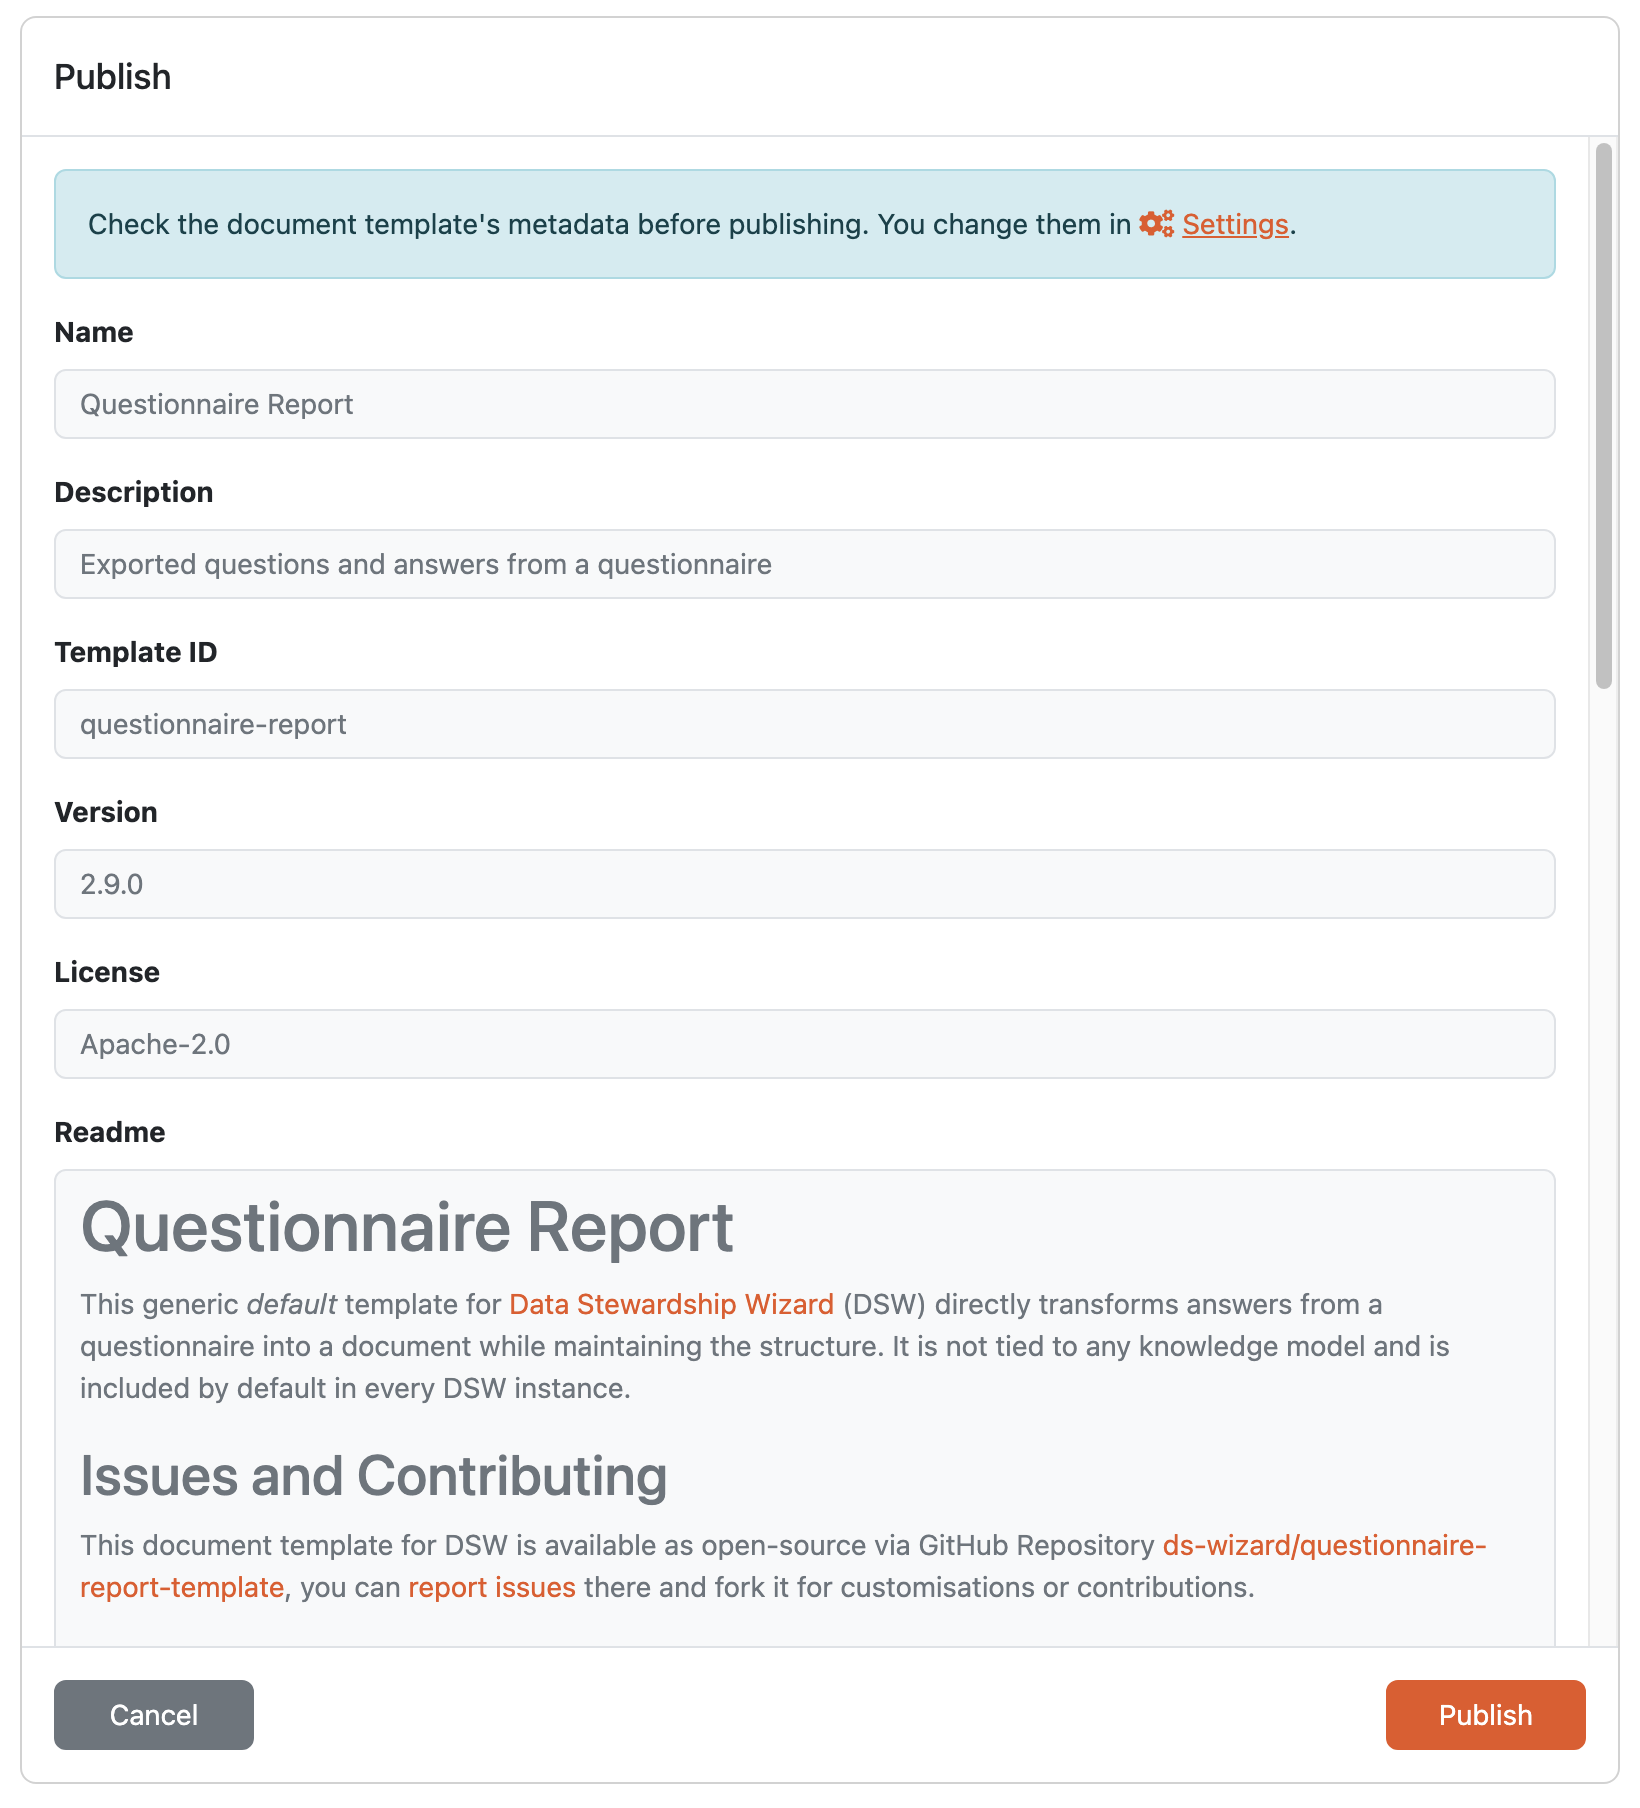 Publish
Check the document template's metadata before publishing. You change them in Settings.
Name
Questionnaire Report
Description
Exported questions and answers from a questionnaire
Template ID
questionnaire-report
Version
2.9.0
License
Apache-2.0
Readme
Questionnaire Report
This generic default template for Data Stewardship Wizard (DSW) directly transforms answers from a
questionnaire into a document while maintaining the structure. It is not tied to any knowledge model and is
included by default in every DSW instance.
Issues and Contributing
This document template for DSW is available as open-source via GitHub Repository ds-wizard/questionnaire-
report-template, you can report issues there and fork it for customisations or contributions.
Cancel
Publish